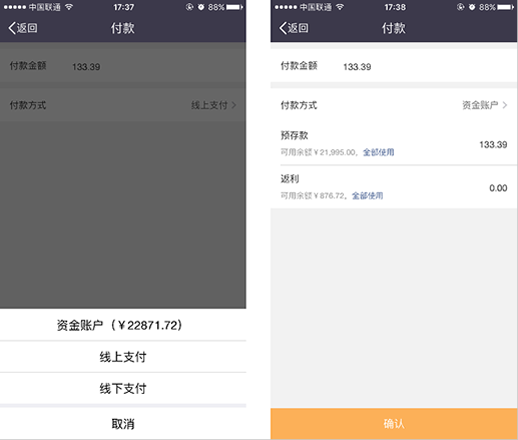 中国联通 17:37 88%
返回 付款
付款金额 133.39
付款方式 线上支付
资金账户（￥22871.72）
线上支付
线下支付
取消
中国联通 17:38 88%
返回 付款
付款金额 133.39
付款方式 资金账户
预存款 133.39
可用余额￥21,995.00，全部使用
返利 0.00
可用余额￥876.72，全部使用
确认